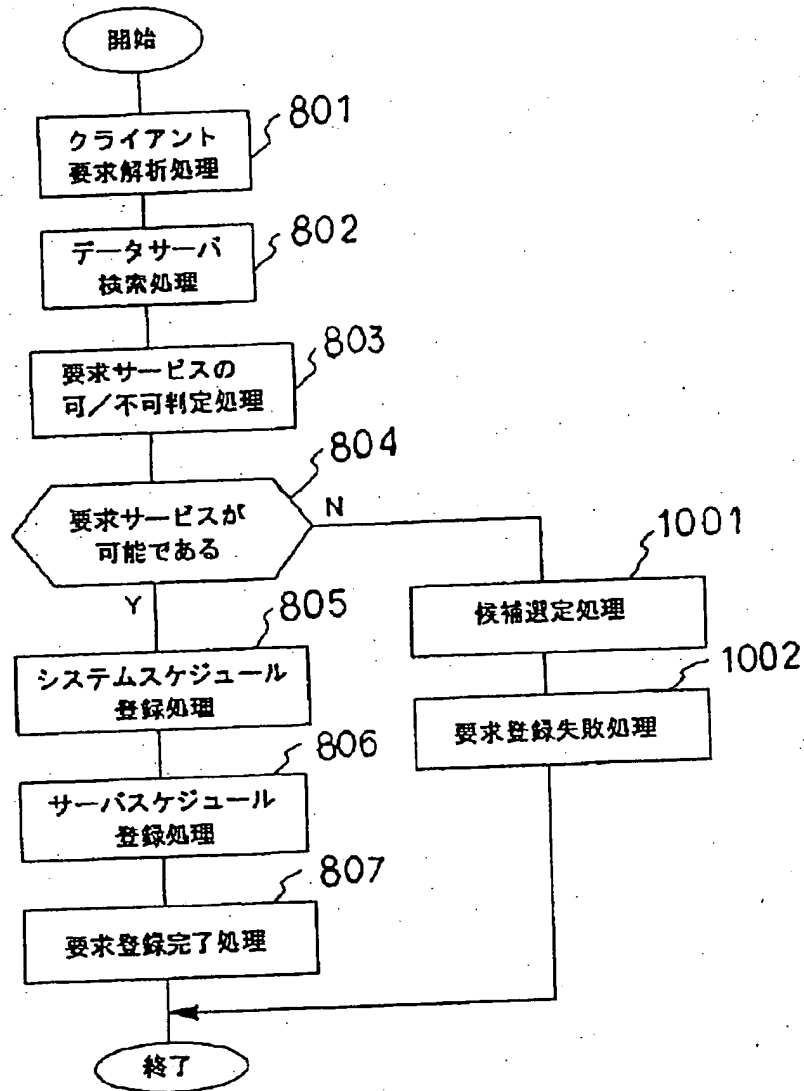 開始
クライアント
要求解析処理
801
データサーバ
検索処理
802
要求サービスの
可／不可判定処理
803
要求サービスが
可能である
804
N
Y
システムスケジュール
登録処理
805
サーバスケジュール
登録処理
806
要求登録完了処理
807
候補選定処理
1001
要求登録失敗処理
1002
終了